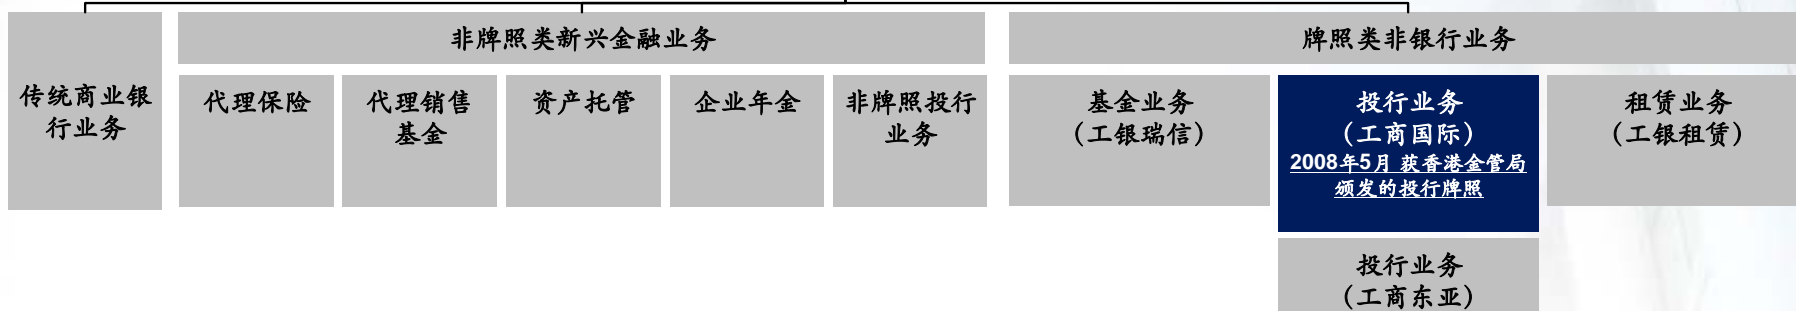 传统商业银
行业务
非牌照类新兴金融业务
代理保险
代理销售
基金
资产托管
企业年金
非牌照投行
业务
牌照类非银行业务
基金业务
（工银瑞信）
投行业务
（工商国际）
2008年5月 获香港金管局
颁发的投行牌照
投行业务
（工商东亚）
租赁业务
（工银租赁）